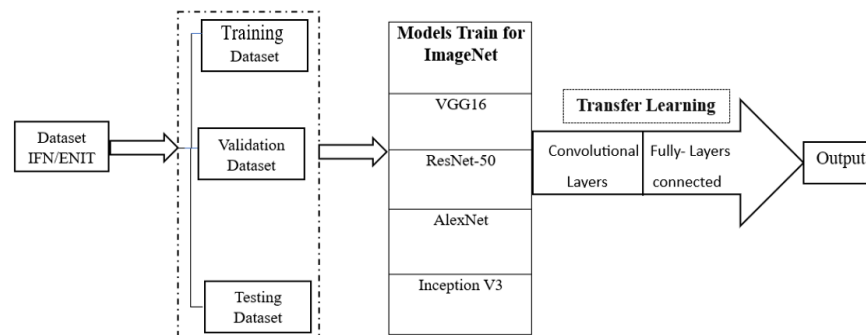 Dataset
IFN/ENIT
Training
Dataset
Validation
Dataset
Testing
Dataset
Models Train for
ImageNet
VGG16
ResNet-50
AlexNet
Inception V3
Transfer Learning
Convolutional
Layers
Fully- Layers
connected
Output